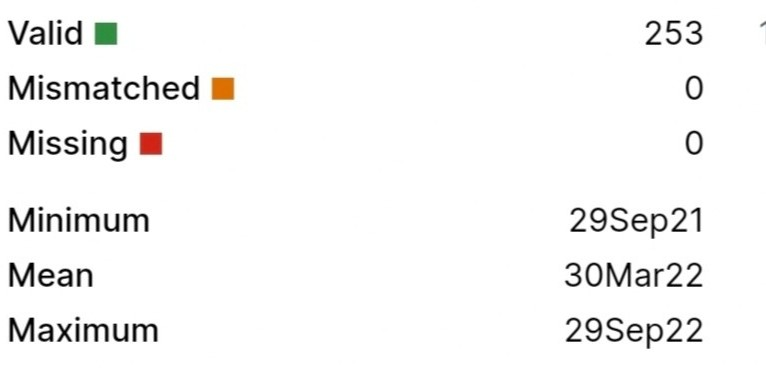 Valid 253
Mismatched 0
Missing 0
Minimum 29Sep21
Mean 30Mar22
Maximum 29Sep22